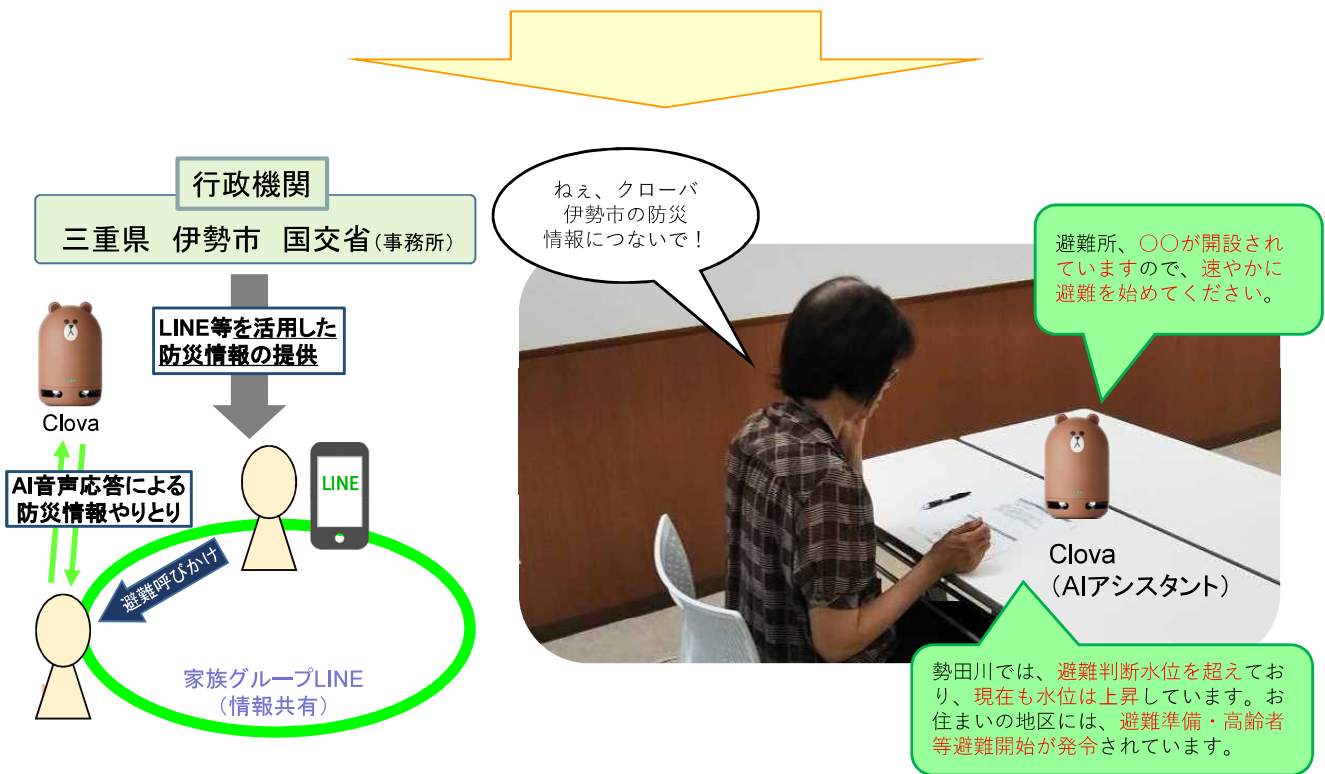 行政機関
三重県 伊勢市 国交省(事務所)
LINE等を活用した
防災情報の提供
Clova
LINE
AI音声応答による
防災情報やりとり
避難呼びかけ
家族グループLINE
(情報共有)
ねぇ、クローバ
伊勢市の防災
情報につないで！
避難所、〇〇が開設され
ていますので、速やかに
避難を始めてください。
Clova
(AIアシスタント)
勢田川では、避難判断水位を超えてお
り、現在も水位は上昇しています。お
住まいの地区には、避難準備・高齢者
等避難開始が発令されています。